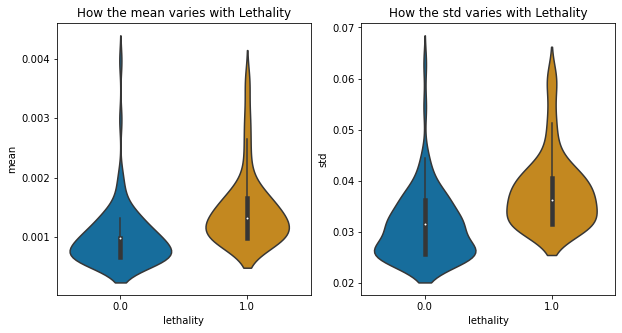 How the mean varies with Lethality
mean
0.004
0.003
0.002
0.001
0.0
1.0
lethality
How the std varies with Lethality
std
0.07
0.06
0.05
0.04
0.03
0.02
0.0
1.0
lethality